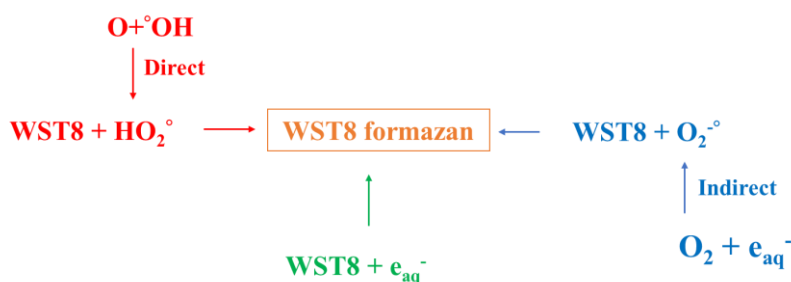 O+°OH
Direct
WST8 + HO₂°
WST8 formazan
WST8 + O₂⁻°
Indirect
WST8 + eₐq⁻
O₂ + eₐq⁻